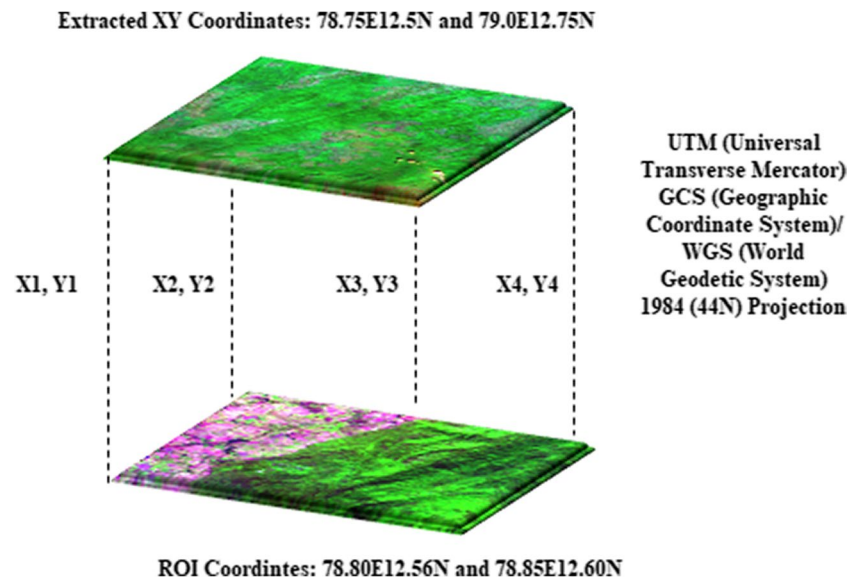 Extracted XY Coordinates: 78.75E12.5N and 79.0E12.75N
UTM (Universal
Transverse Mercator)
GCS (Geographic
Coordinate System)/
WGS (World
Geodetic System)
1984 (44N) Projection
X1, Y1
X2, Y2
X3, Y3
X4, Y4
ROI Coordintes: 78.80E12.56N and 78.85E12.60N